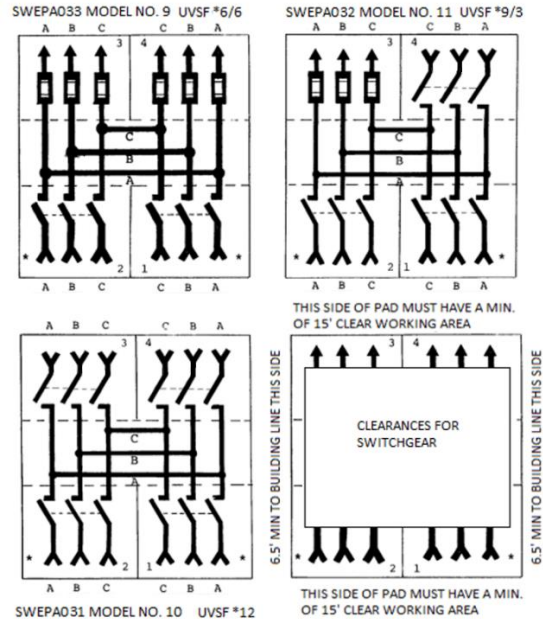 SWEPA033 MODEL NO. 9 UVSF *6/6
A B C C B A
3 4
C
B
A
* 2 1 *
A B C C B A
SWEPA032 MODEL NO. 11 UVSF *9/3
A B C C B A
3 4
C
B
A
* 2 1 *
A B C C B A
A B C C B A
3 4
C
B
A
* 2 1 *
A B C C B A
SWEPA031 MODEL NO. 10 UVSF *12
THIS SIDE OF PAD MUST HAVE A MIN.
OF 15' CLEAR WORKING AREA
6.5' MIN TO BUILDING LINE THIS SIDE
3 4
CLEARANCES FOR
SWITCHGEAR
* 2 1 *
6.5' MIN TO BUILDING LINE THIS SIDE
THIS SIDE OF PAD MUST HAVE A MIN.
OF 15' CLEAR WORKING AREA